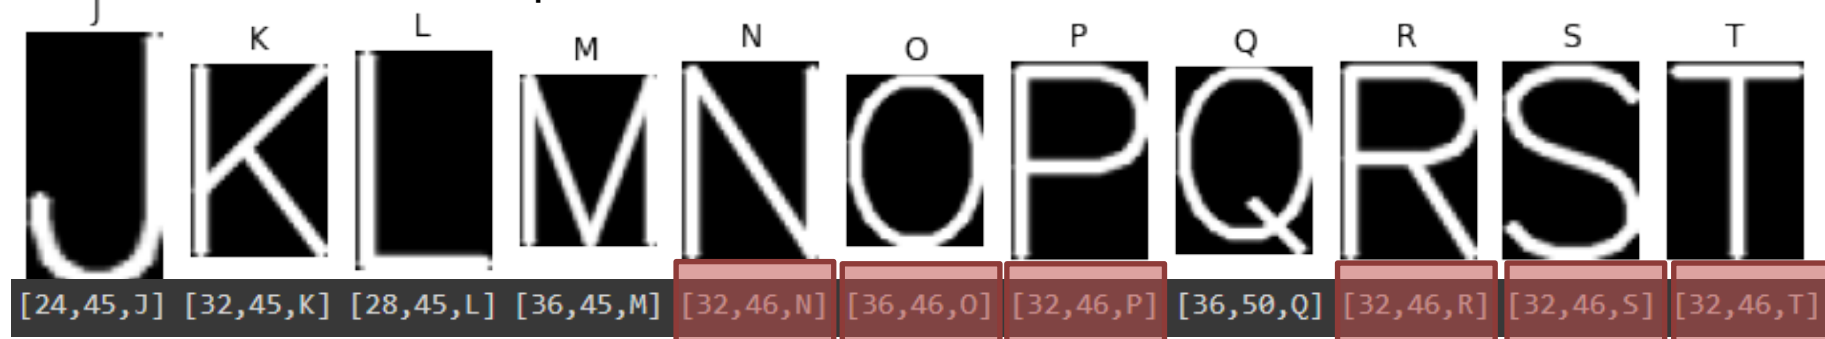 J K L M N O P Q R S T
J K L M N O P Q R S T
[24,45,J] [32,45,K] [28,45,L] [36,45,M] [32,46,N] [36,46,O] [32,46,P] [36,50,Q] [32,46,R] [32,46,S] [32,46,T]